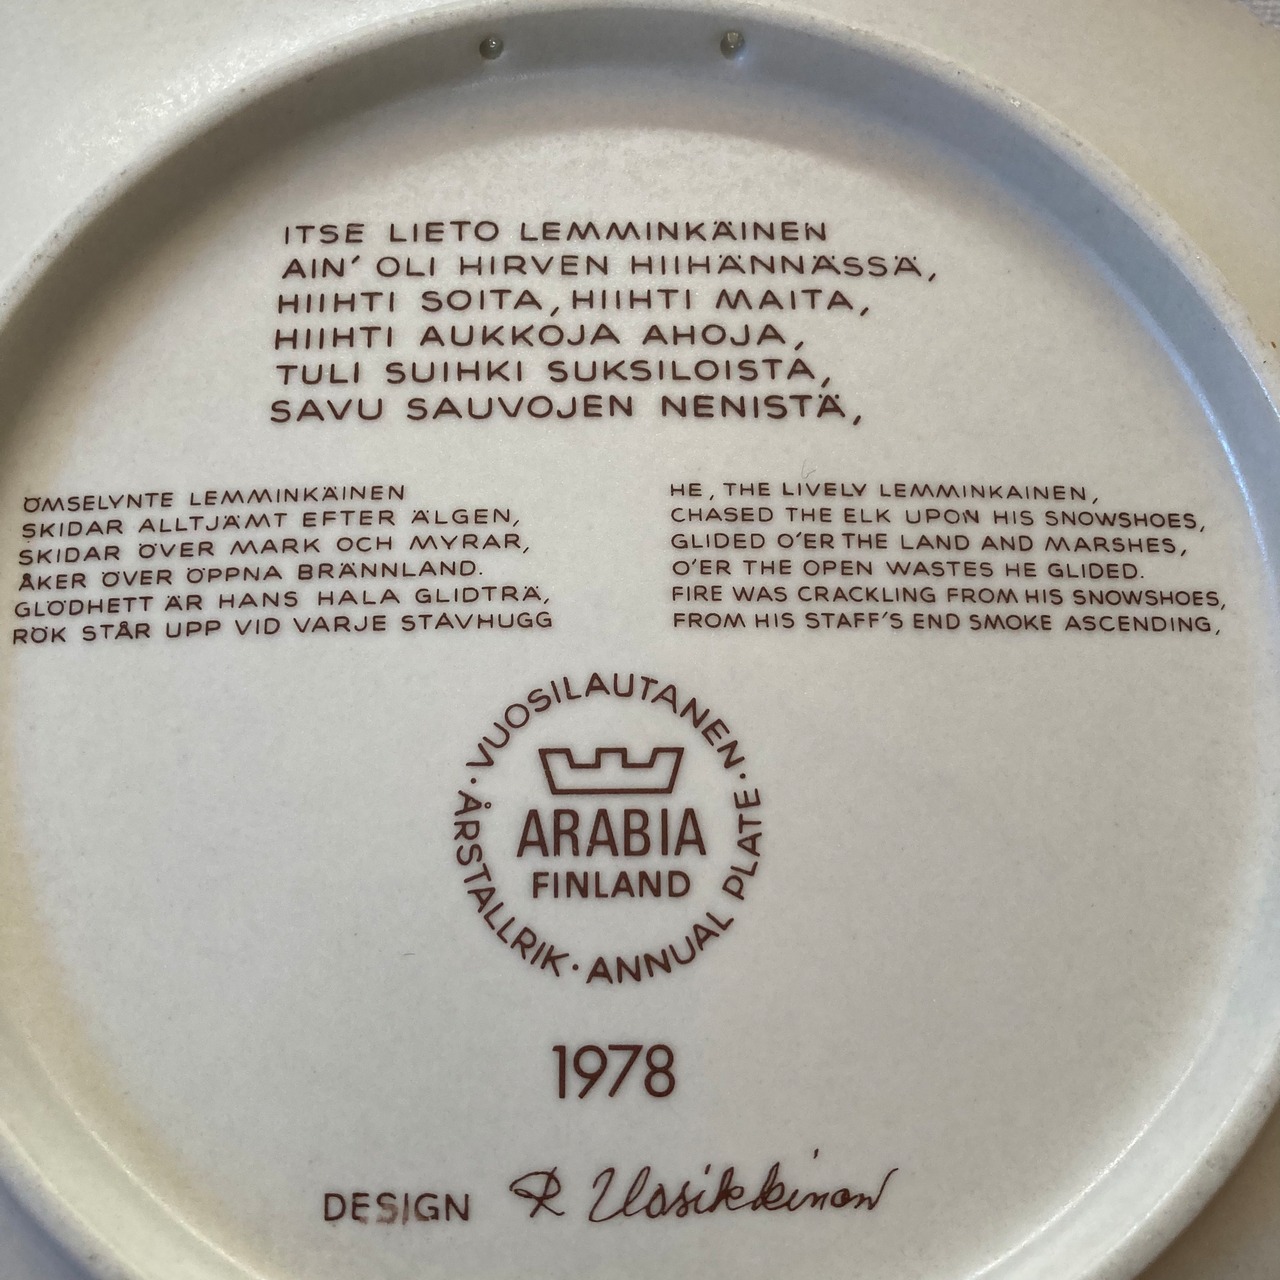 ITSE LIETO LEMMINKÄINEN
AIN' OLI HIRVEN HIIHÄNNÄSSÄ,
HIIHTI SOITA, HIIHTI MAITA,
HIIHTI AUKKOJA AHOJA,
TULI SUIHKI SUKSILOISTA,
SAVU SAUVOJEN NENISTÄ,
ÖMSELYNTE LEMMINKÄINEN
SKIDAR ALLTJÄMT EFTER ÄLGEN,
SKIDAR ÖVER MARK OCH MYRAR,
ÅKER ÖVER ÖPPNA BRÄNNLAND.
GLÖDHETT ÄR HANS HALA GLIDTRÄ,
RÖK STÅR UPP VID VARJE STAVHUGG
HE, THE LIVELY LEMMINKAINEN,
CHASED THE ELK UPON HIS SNOWSHOES,
GLIDED O'ER THE LAND AND MARSHES,
O'ER THE OPEN WASTES HE GLIDED.
FIRE WAS CRACKLING FROM HIS SNOWSHOES,
FROM HIS STAFF'S END SMOKE ASCENDING,
· VUOSILAUTANEN ·
ARABIA
FINLAND
ÅRSTALLRIK · ANNUAL PLATE
1978
DESIGN R Uosikkinen